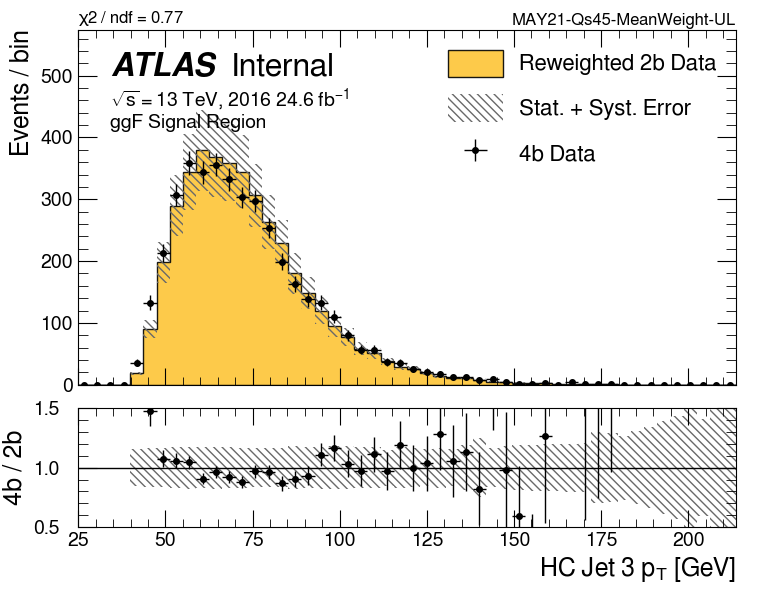 χ2 / ndf = 0.77
MAY21-Qs45-MeanWeight-UL
ATLAS Internal
√s = 13 TeV, 2016 24.6 fb⁻¹
ggF Signal Region
Reweighted 2b Data
Stat. + Syst. Error
4b Data
Events / bin
500
400
300
200
100
0
4b / 2b
1.5
1.0
0.5
25 50 75 100 125 150 175 200
HC Jet 3 pT [GeV]